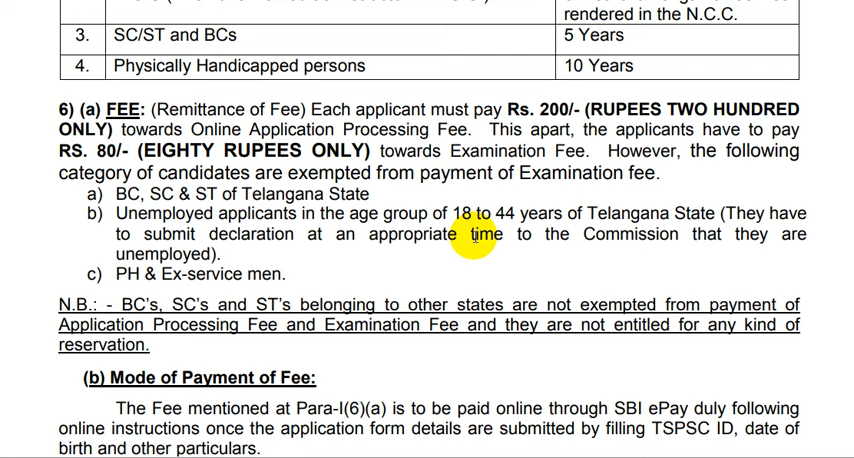 rendered in the N.C.C.
3. SC/ST and BCs 5 Years
4. Physically Handicapped persons 10 Years
6) (a) FEE: (Remittance of Fee) Each applicant must pay Rs. 200/- (RUPEES TWO HUNDRED
ONLY) towards Online Application Processing Fee. This apart, the applicants have to pay
RS. 80/- (EIGHTY RUPEES ONLY) towards Examination Fee. However, the following
category of candidates are exempted from payment of Examination fee.
a) BC, SC & ST of Telangana State
b) Unemployed applicants in the age group of 18 to 44 years of Telangana State (They have
to submit declaration at an appropriate time to the Commission that they are
unemployed).
c) PH & Ex-service men.
N.B.: - BC's, SC's and ST's belonging to other states are not exempted from payment of
Application Processing Fee and Examination Fee and they are not entitled for any kind of
reservation.
(b) Mode of Payment of Fee:
The Fee mentioned at Para-I(6)(a) is to be paid online through SBI ePay duly following
online instructions once the application form details are submitted by filling TSPSC ID, date of
birth and other particulars.